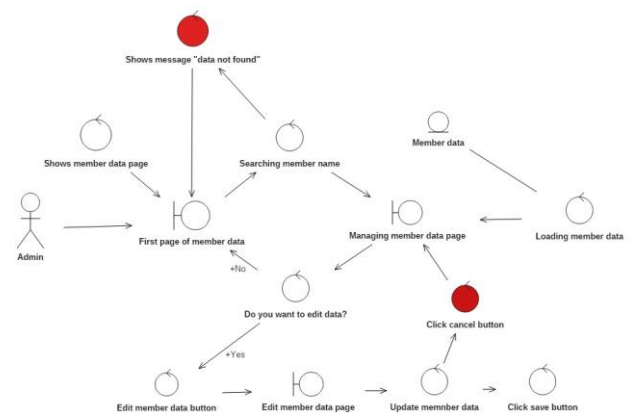 Shows message "data not found"
Shows member data page
Searching member name
Member data
Admin
First page of member data
Managing member data page
Loading member data
+No
Do you want to edit data?
Click cancel button
+Yes
Edit member data button
Edit member data page
Update memnber data
Click save button